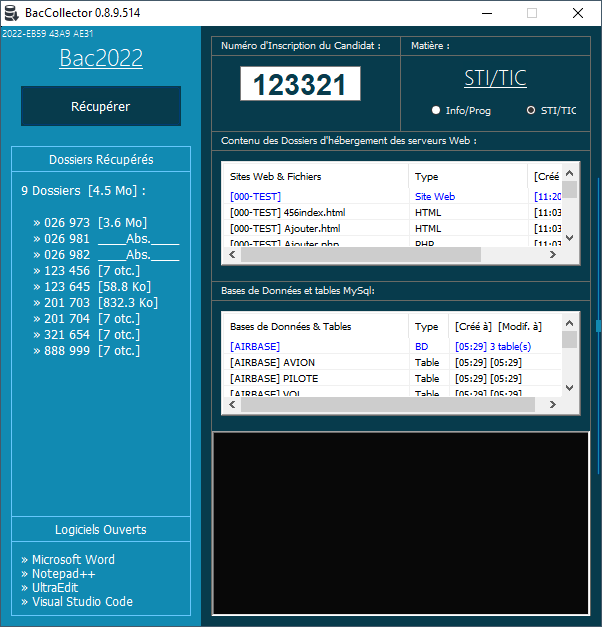 BacCollector 0.8.9.514
2022-EB59 43A9 AE31
Bac2022
Récupérer
Dossiers Récupérés
9 Dossiers [4.5 Mo] :
» 026 973 [3.6 Mo]
» 026 981 ____Abs.____
» 026 982 ____Abs.____
» 123 456 [7 otc.]
» 123 645 [58.8 Ko]
» 201 703 [832.3 Ko]
» 201 704 [7 otc.]
» 321 654 [7 otc.]
» 888 999 [7 otc.]
Logiciels Ouverts
» Microsoft Word
» Notepad++
» UltraEdit
» Visual Studio Code
Numéro d'Inscription du Candidat :
123321
Matière :
STI/TIC
Info/Prog STI/TIC
Contenu des Dossiers d'hébergement des serveurs Web :
Sites Web & Fichiers Type [Créé
[000-TEST] Site Web [11:20
[000-TEST] 456index.html HTML [11:03
[000-TEST] Ajouter.html HTML [11:03
[000-TEST] Ajouter.php PHP [11:03
Bases de Données et tables MySql:
Bases de Données & Tables Type [Créé à] [Modif. à]
[AIRBASE] BD [05:29] 3 table(s)
[AIRBASE] AVION Table [05:29] [05:29]
[AIRBASE] PILOTE Table [05:29] [05:29]
[AIRBASE] VOL Table [05:29] [05:29]